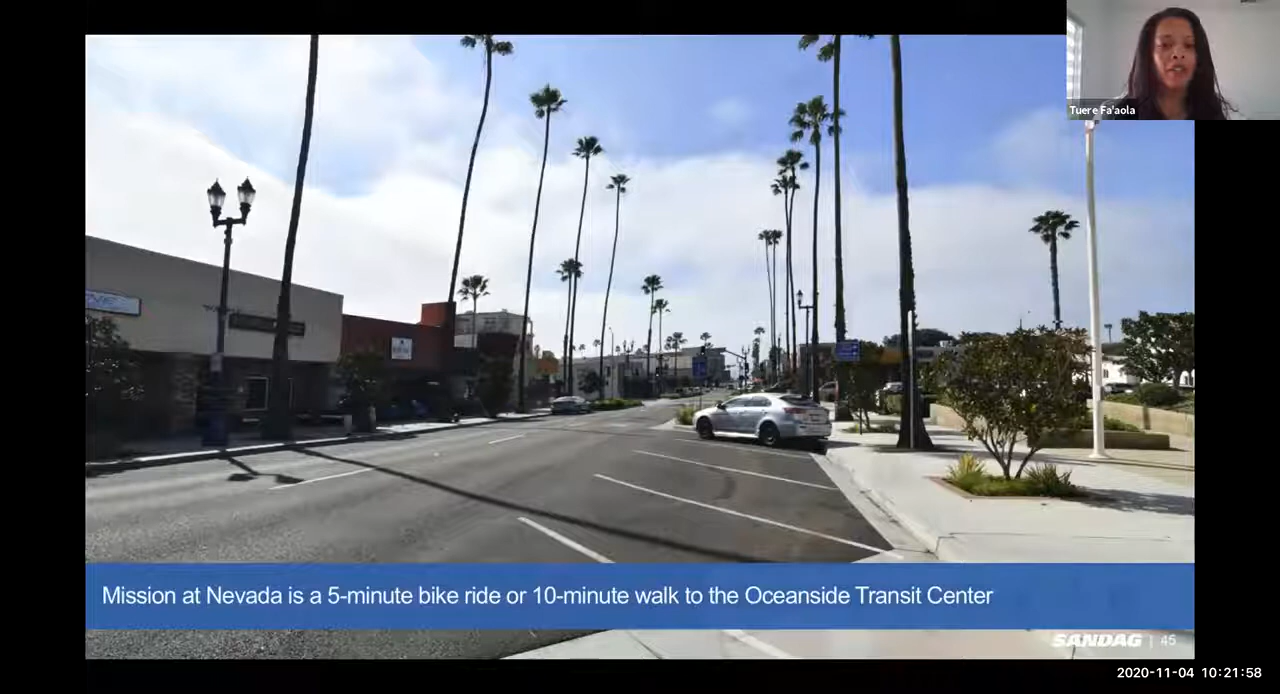 Tuere Fa'aola
Mission at Nevada is a 5-minute bike ride or 10-minute walk to the Oceanside Transit Center
SANDAG | 45
2020-11-04 10:21:58